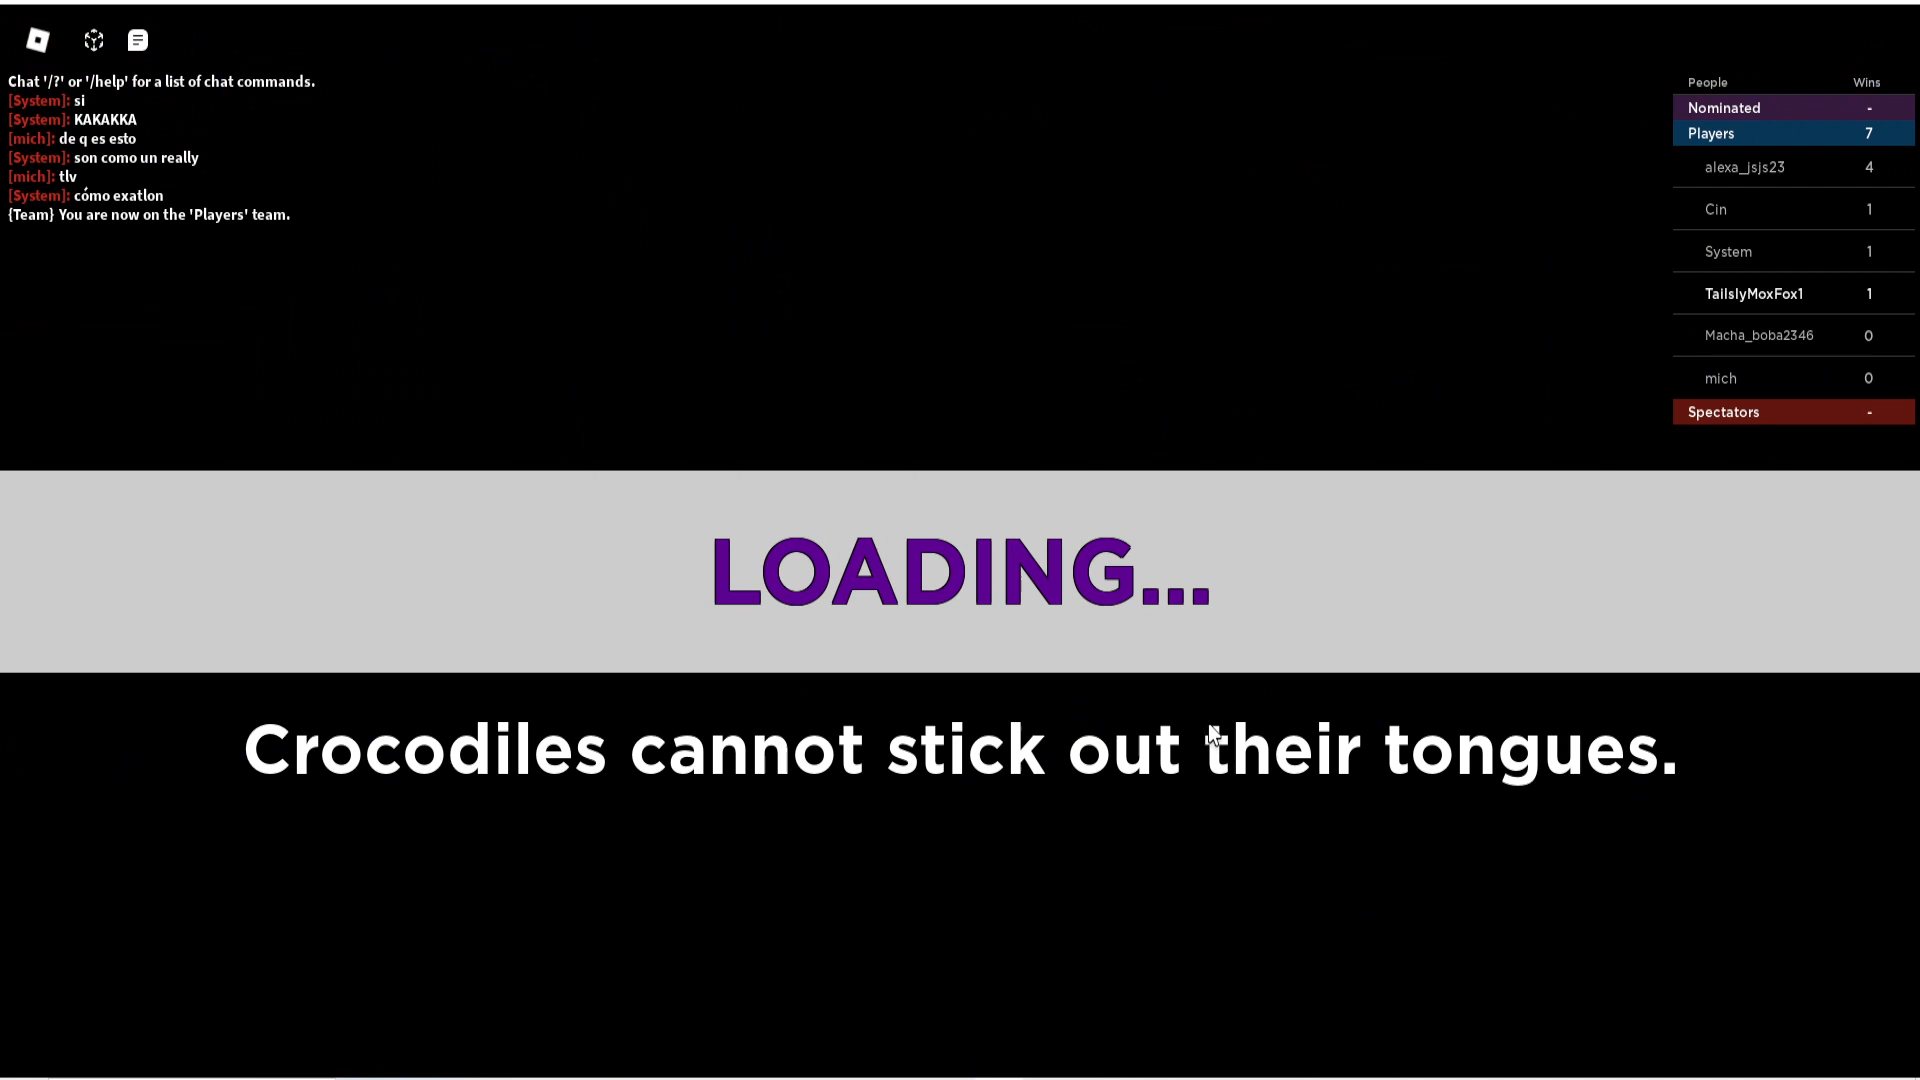 Chat '/?' or '/help' for a list of chat commands.
[System]: si
[System]: KAKAKKA
[mich]: de q es esto
[System]: son como un really
[mich]: tlv
[System]: cómo exatlon
{Team} You are now on the 'Players' team.
People Wins
Nominated -
Players 7
alexa_jsjs23 4
Cin 1
System 1
TailslyMoxFox1 1
Macha_boba2346 0
mich 0
Spectators -
LOADING...
Crocodiles cannot stick out their tongues.